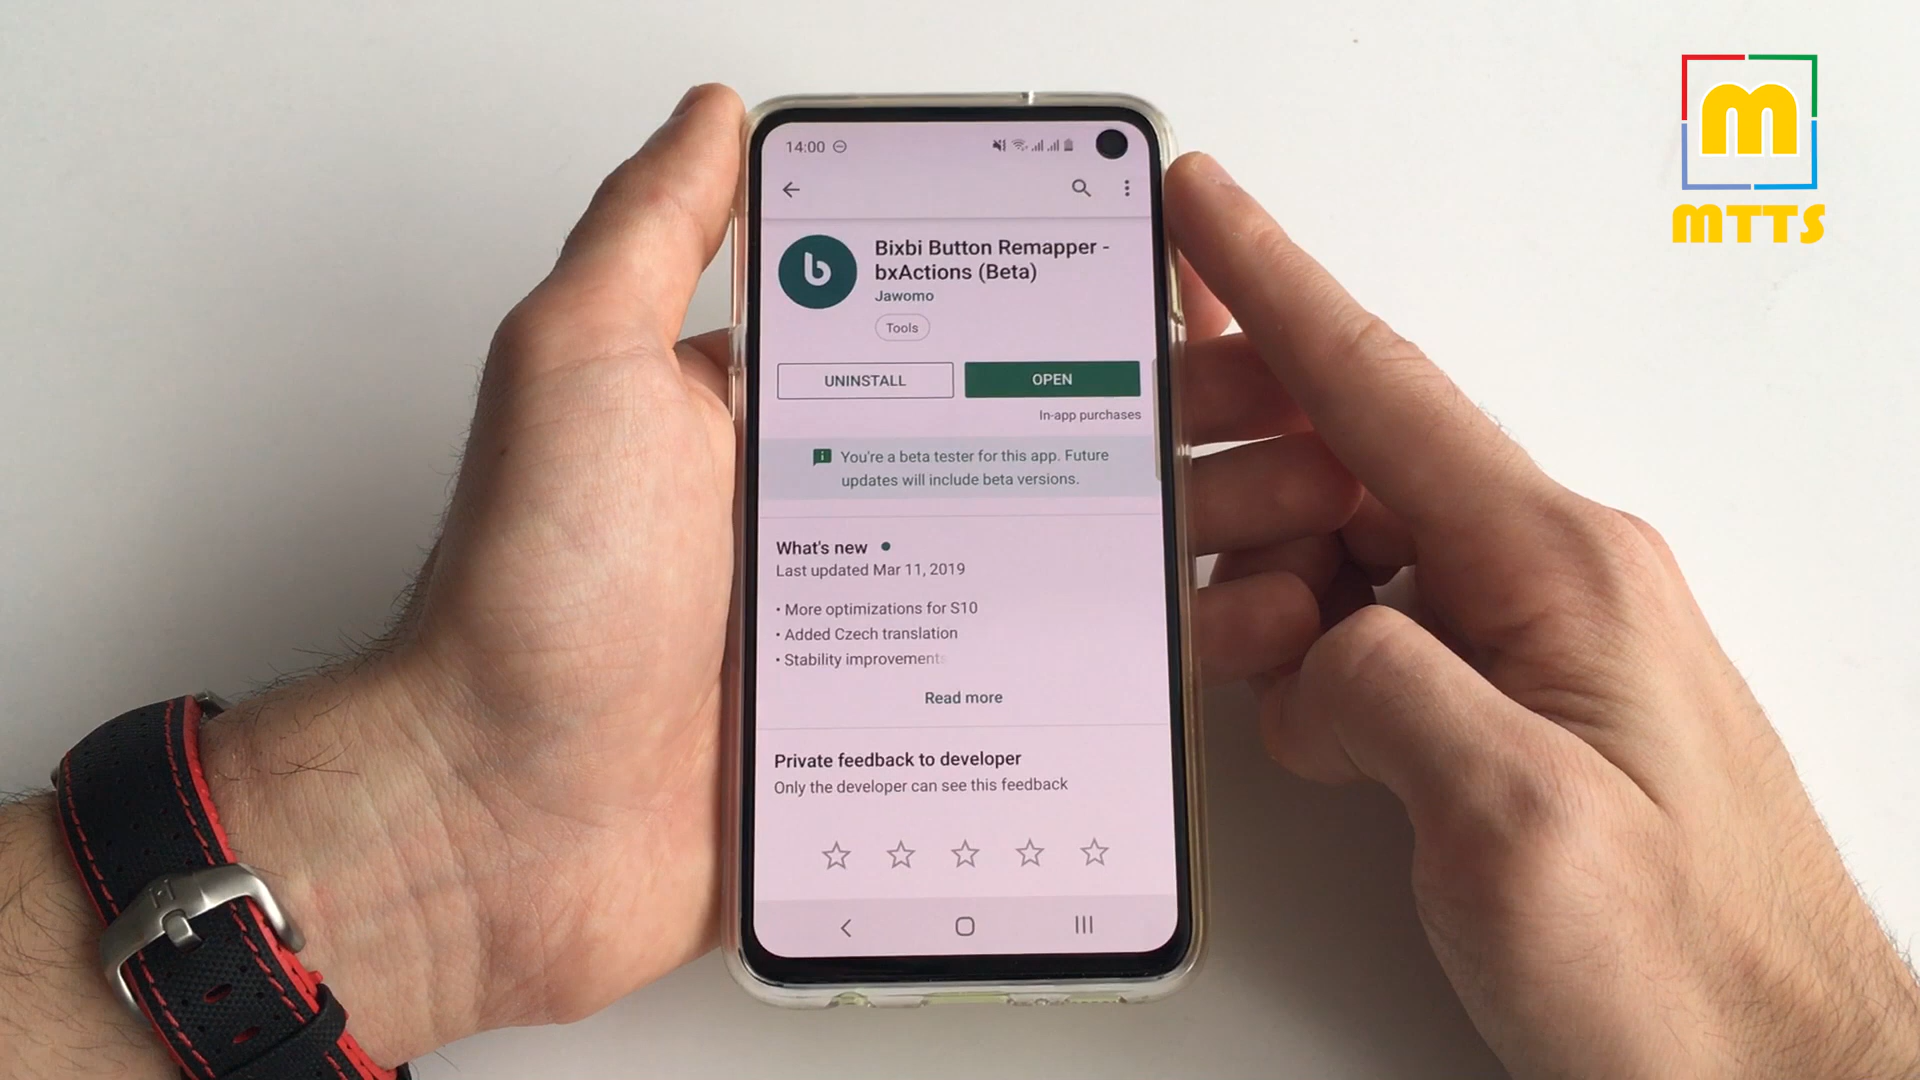 14:00
Bixbi Button Remapper -
bxActions (Beta)
Jawomo
Tools
UNINSTALL
OPEN
In-app purchases
You're a beta tester for this app. Future
updates will include beta versions.
What's new
Last updated Mar 11, 2019
• More optimizations for S10
• Added Czech translation
• Stability improvements
Read more
Private feedback to developer
Only the developer can see this feedback
M
MTTS